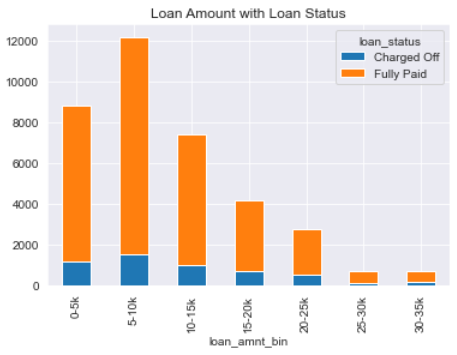 Loan Amount with Loan Status
loan_status
Charged Off
Fully Paid
12000
10000
8000
6000
4000
2000
0
0-5k
5-10k
10-15k
15-20k
20-25k
25-30k
30-35k
loan_amnt_bin